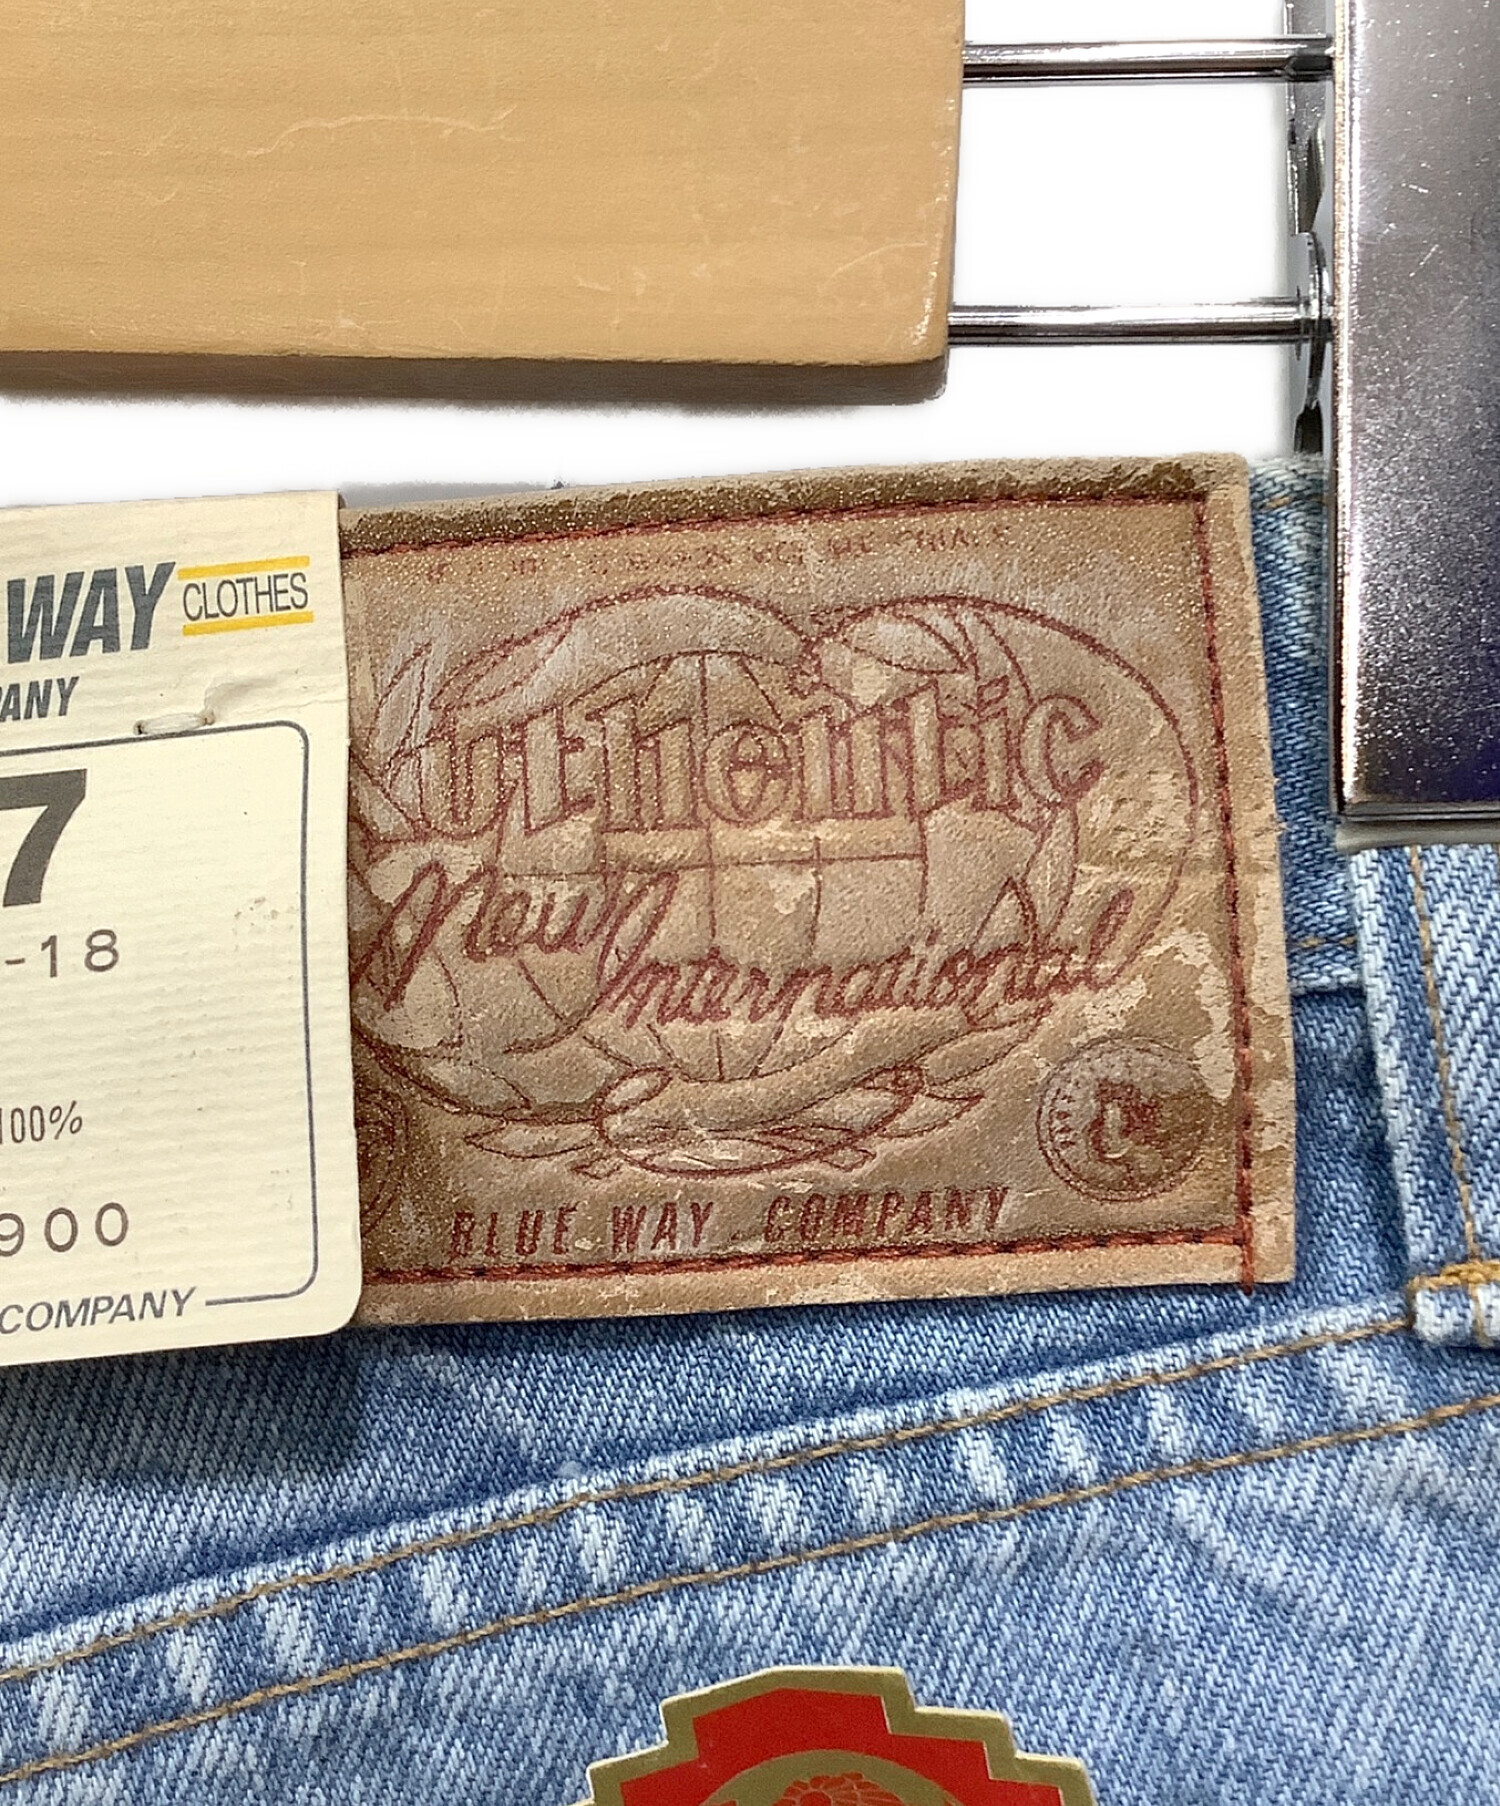 WAY CLOTHES
PANY
7
-18
100%
900
COMPANY
Authentic
New International
BLUE WAY COMPANY